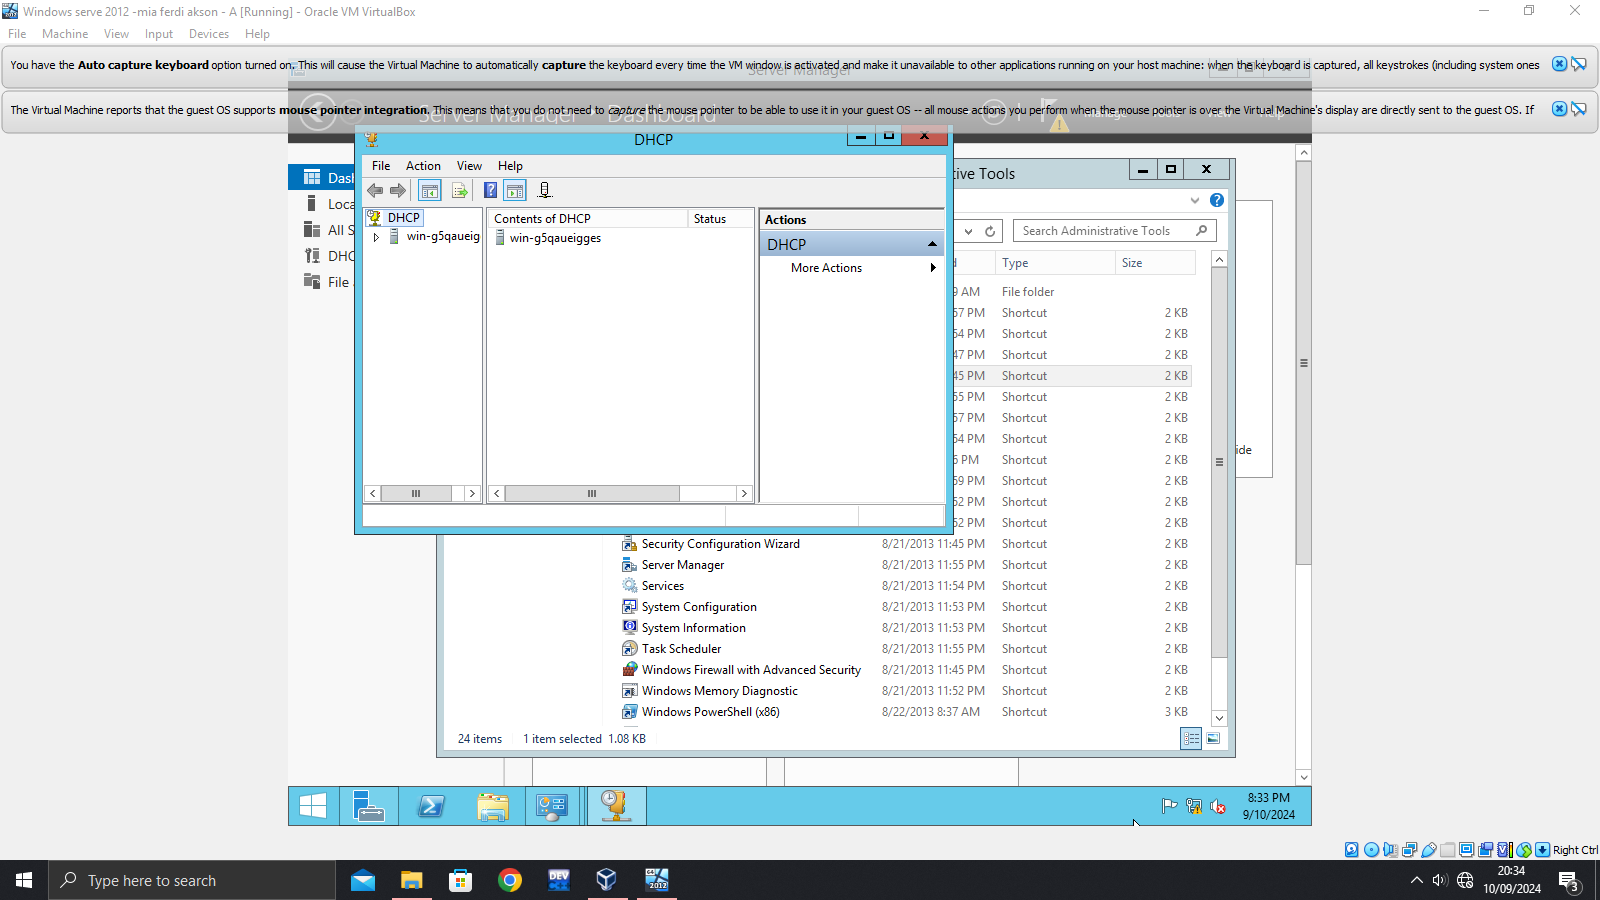 Windows serve 2012 -mia ferdi akson - A [Running] - Oracle VM VirtualBox
File Machine View Input Devices Help
You have the Auto capture keyboard option turned on. This will cause the Virtual Machine to automatically capture the keyboard every time the VM window is activated and make it unavailable to other applications running on your host machine: when the keyboard is captured, all keystrokes (including system ones
Server Manager
The Virtual Machine reports that the guest OS supports mouse pointer integration. This means that you do not need to capture the mouse pointer to be able to use it in your guest OS -- all mouse actions you perform when the mouse pointer is over the Virtual Machine's display are directly sent to the guest OS. If
Server Manager Dashboard
DHCP
File Action View Help
ive Tools
DHCP
win-g5qaueig
Contents of DHCP Status
win-g5qaueigges
Actions
DHCP
More Actions
Das
Loca
All S
DHC
File
Search Administrative Tools
d Type Size
9 AM File folder
57 PM Shortcut 2 KB
54 PM Shortcut 2 KB
47 PM Shortcut 2 KB
45 PM Shortcut 2 KB
55 PM Shortcut 2 KB
57 PM Shortcut 2 KB
54 PM Shortcut 2 KB
5 PM Shortcut 2 KB
59 PM Shortcut 2 KB
52 PM Shortcut 2 KB
52 PM Shortcut 2 KB
ide
Security Configuration Wizard 8/21/2013 11:45 PM Shortcut 2 KB
Server Manager 8/21/2013 11:55 PM Shortcut 2 KB
Services 8/21/2013 11:54 PM Shortcut 2 KB
System Configuration 8/21/2013 11:53 PM Shortcut 2 KB
System Information 8/21/2013 11:53 PM Shortcut 2 KB
Task Scheduler 8/21/2013 11:55 PM Shortcut 2 KB
Windows Firewall with Advanced Security 8/21/2013 11:45 PM Shortcut 2 KB
Windows Memory Diagnostic 8/21/2013 11:52 PM Shortcut 2 KB
Windows PowerShell (x86) 8/22/2013 8:37 AM Shortcut 3 KB
24 items 1 item selected 1.08 KB
8:33 PM
9/10/2024
Right Ctrl
Type here to search
DEV
2012
20:34
10/09/2024
3